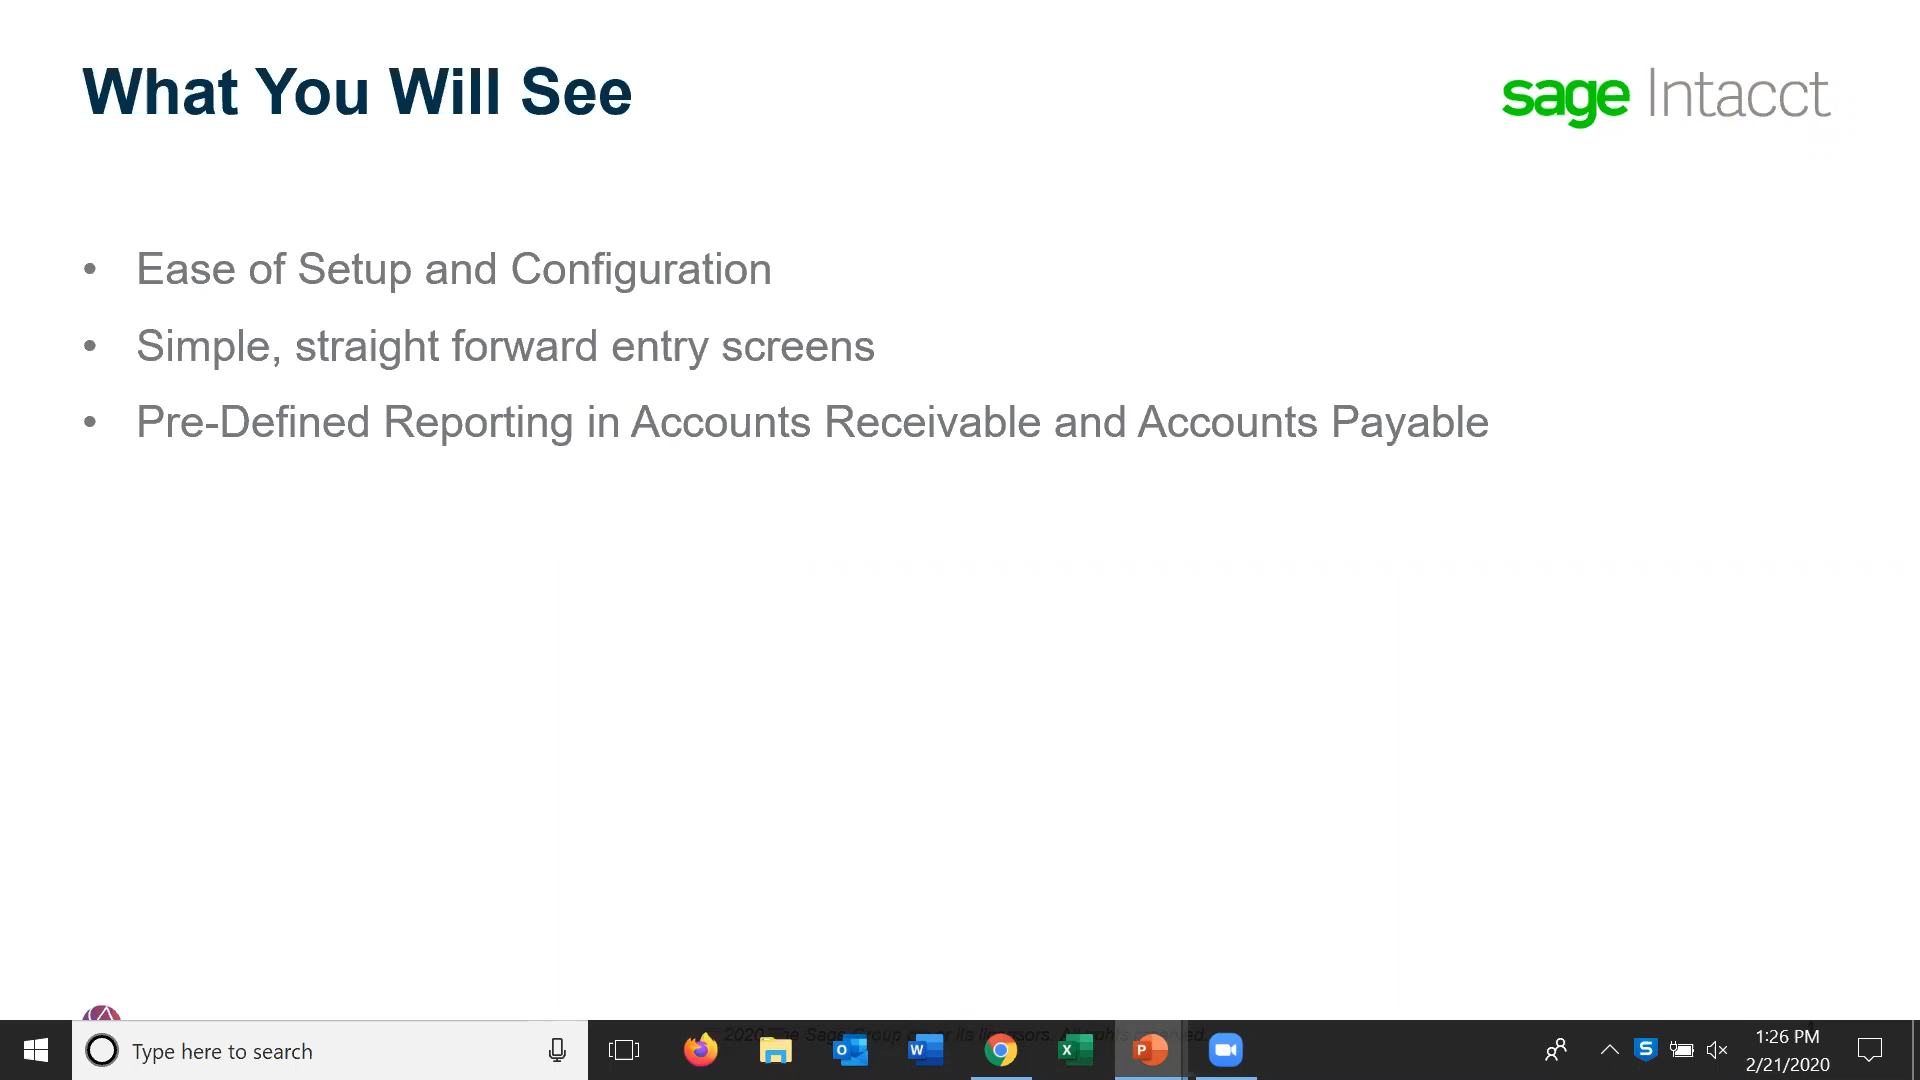 What You Will See
sage Intacct
• Ease of Setup and Configuration
• Simple, straight forward entry screens
• Pre-Defined Reporting in Accounts Receivable and Accounts Payable
Type here to search
1:26 PM
2/21/2020